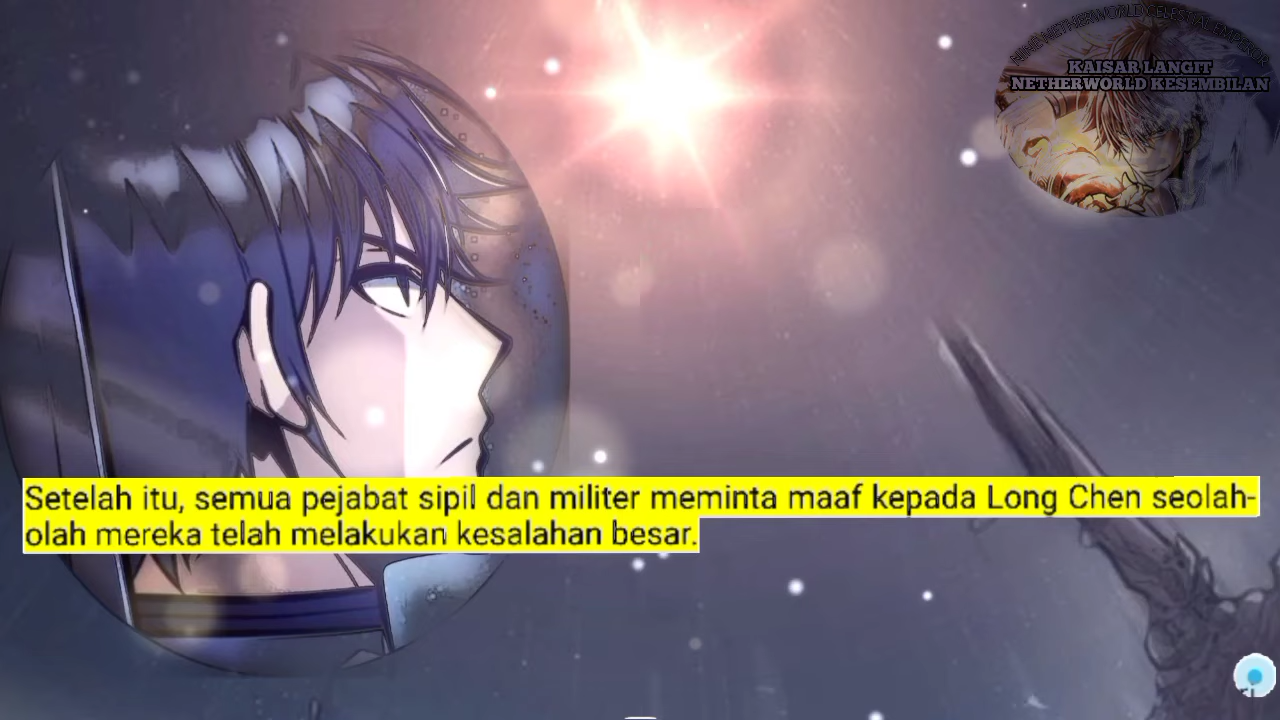 KAISAR LANGIT
NETHERWORLD KESEMBILAN
Setelah itu, semua pejabat sipil dan militer meminta maaf kepada Long Chen seolah-
olah mereka telah melakukan kesalahan besar.